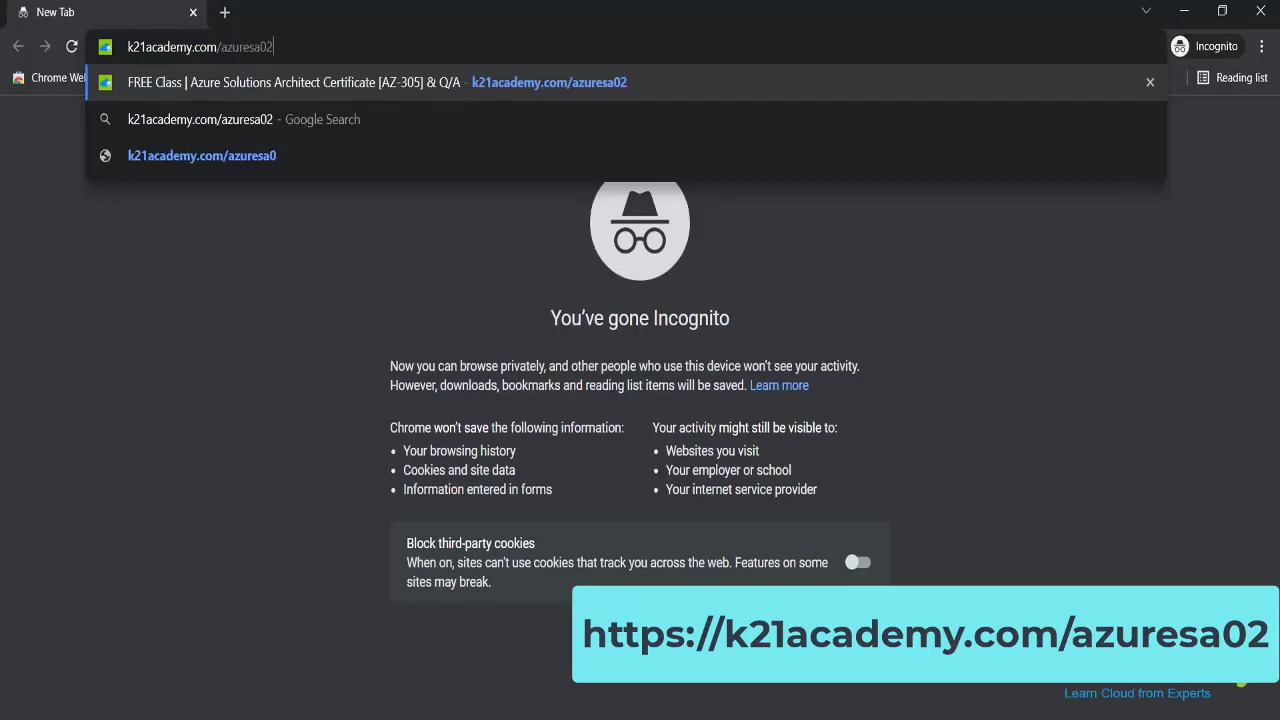 New Tab
k21academy.com/azuresa02
Incognito
Chrome Wel
Reading list
FREE Class | Azure Solutions Architect Certificate [AZ-305] & Q/A - k21academy.com/azuresa02
k21academy.com/azuresa02 - Google Search
k21academy.com/azuresa0
You've gone Incognito
Now you can browse privately, and other people who use this device won't see your activity.
However, downloads, bookmarks and reading list items will be saved. Learn more
Chrome won't save the following information:
• Your browsing history
• Cookies and site data
• Information entered in forms
Your activity might still be visible to:
• Websites you visit
• Your employer or school
• Your internet service provider
Block third-party cookies
When on, sites can't use cookies that track you across the web. Features on some
sites may break.
https://k21academy.com/azuresa02
Learn Cloud from Experts